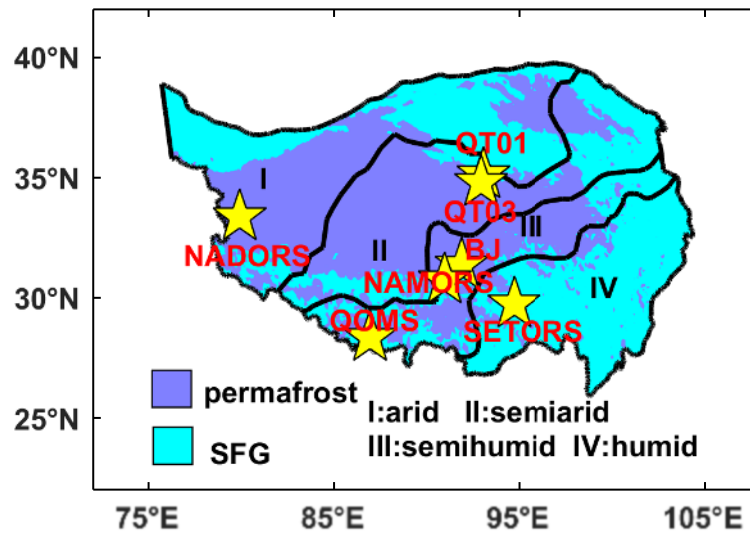 40°N
35°N
30°N
25°N
QT01
I
QT03
III
NADORS
II
BJ
NAMORS
IV
QOMS
SETORS
permafrost
I:arid II:semiarid
SFG
III:semihumid IV:humid
75°E 85°E 95°E 105°E